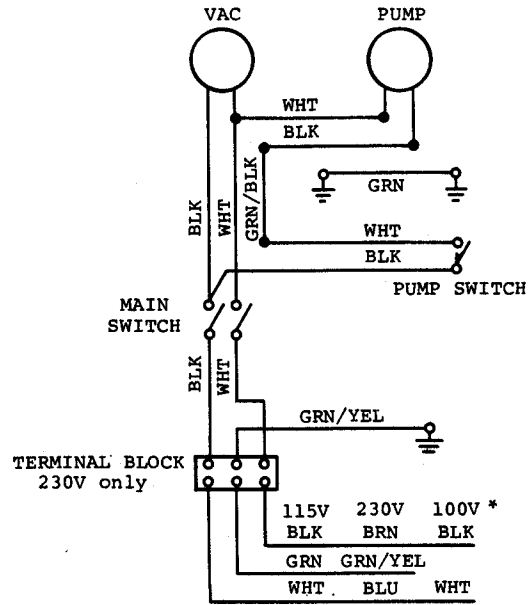 VAC
PUMP
WHT
BLK
GRN/BLK
GRN
BLK
WHT
WHT
BLK
PUMP SWITCH
MAIN
SWITCH
BLK
WHT
GRN/YEL
TERMINAL BLOCK
230V only
115V 230V 100V *
BLK BRN BLK
GRN GRN/YEL
WHT BLU WHT